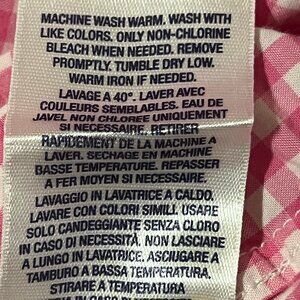 MACHINE WASH WARM. WASH WITH
LIKE COLORS. ONLY NON-CHLORINE
BLEACH WHEN NEEDED. REMOVE
PROMPTLY. TUMBLE DRY LOW.
WARM IRON IF NEEDED.
LAVAGE A 40°. LAVER AVEC
COULEURS SEMBLABLES. EAU DE
JAVEL NON CHLOREE UNIQUEMENT
SI NECESSAIRE. RETIRER
RAPIDEMENT DE LA MACHINE A
LAVER. SECHAGE EN MACHINE
BASSE TEMPERATURE. REPASSER
A FER MOYEN SI NECESSAIRE.
LAVAGGIO IN LAVATRICE A CALDO.
LAVARE CON COLORI SIMILI. USARE
SOLO CANDEGGIANTE SENZA CLORO
IN CASO DI NECESSITÀ. NON LASCIARE
A LUNGO IN LAVATRICE. ASCIUGARE A
TAMBURO A BASSA TEMPERATURA.
STIRARE A TEMPERATURA